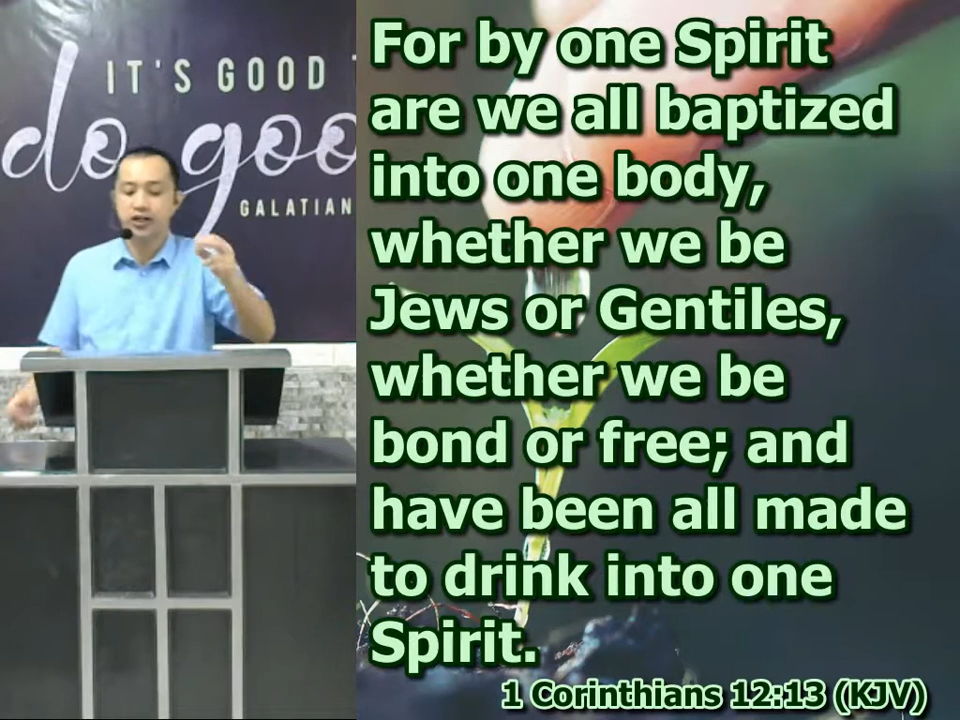 IT'S GOOD T
do goo
GALATIAN
For by one Spirit
are we all baptized
into one body,
whether we be
Jews or Gentiles,
whether we be
bond or free; and
have been all made
to drink into one
Spirit.
1 Corinthians 12:13 (KJV)